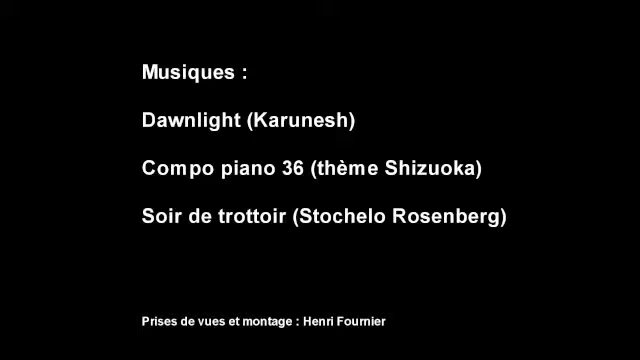 Musiques :
Dawnlight (Karunesh)
Compo piano 36 (thème Shizuoka)
Soir de trottoir (Stochelo Rosenberg)
Prises de vues et montage : Henri Fournier